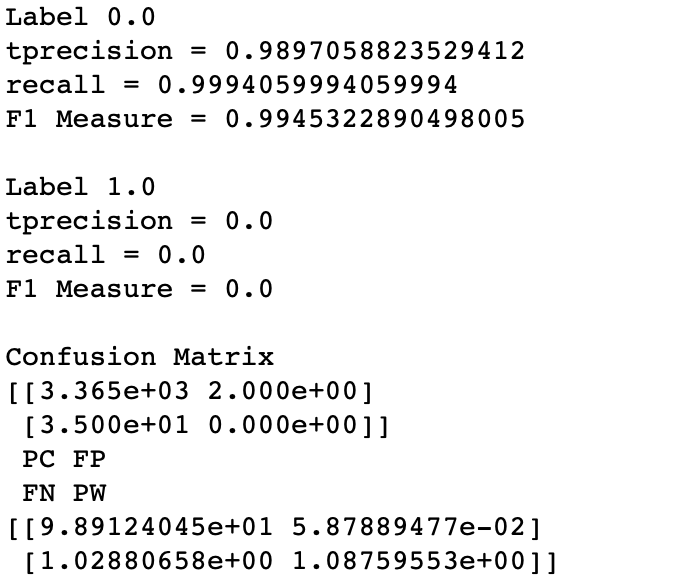 Label 0.0
tprecision = 0.9897058823529412
recall = 0.9994059994059994
F1 Measure = 0.9945322890498005
Label 1.0
tprecision = 0.0
recall = 0.0
F1 Measure = 0.0
Confusion Matrix
[[3.365e+03 2.000e+00]
[3.500e+01 0.000e+00]]
PC FP
FN PW
[[9.89124045e+01 5.87889477e-02]
[1.02880658e+00 1.08759553e+00]]